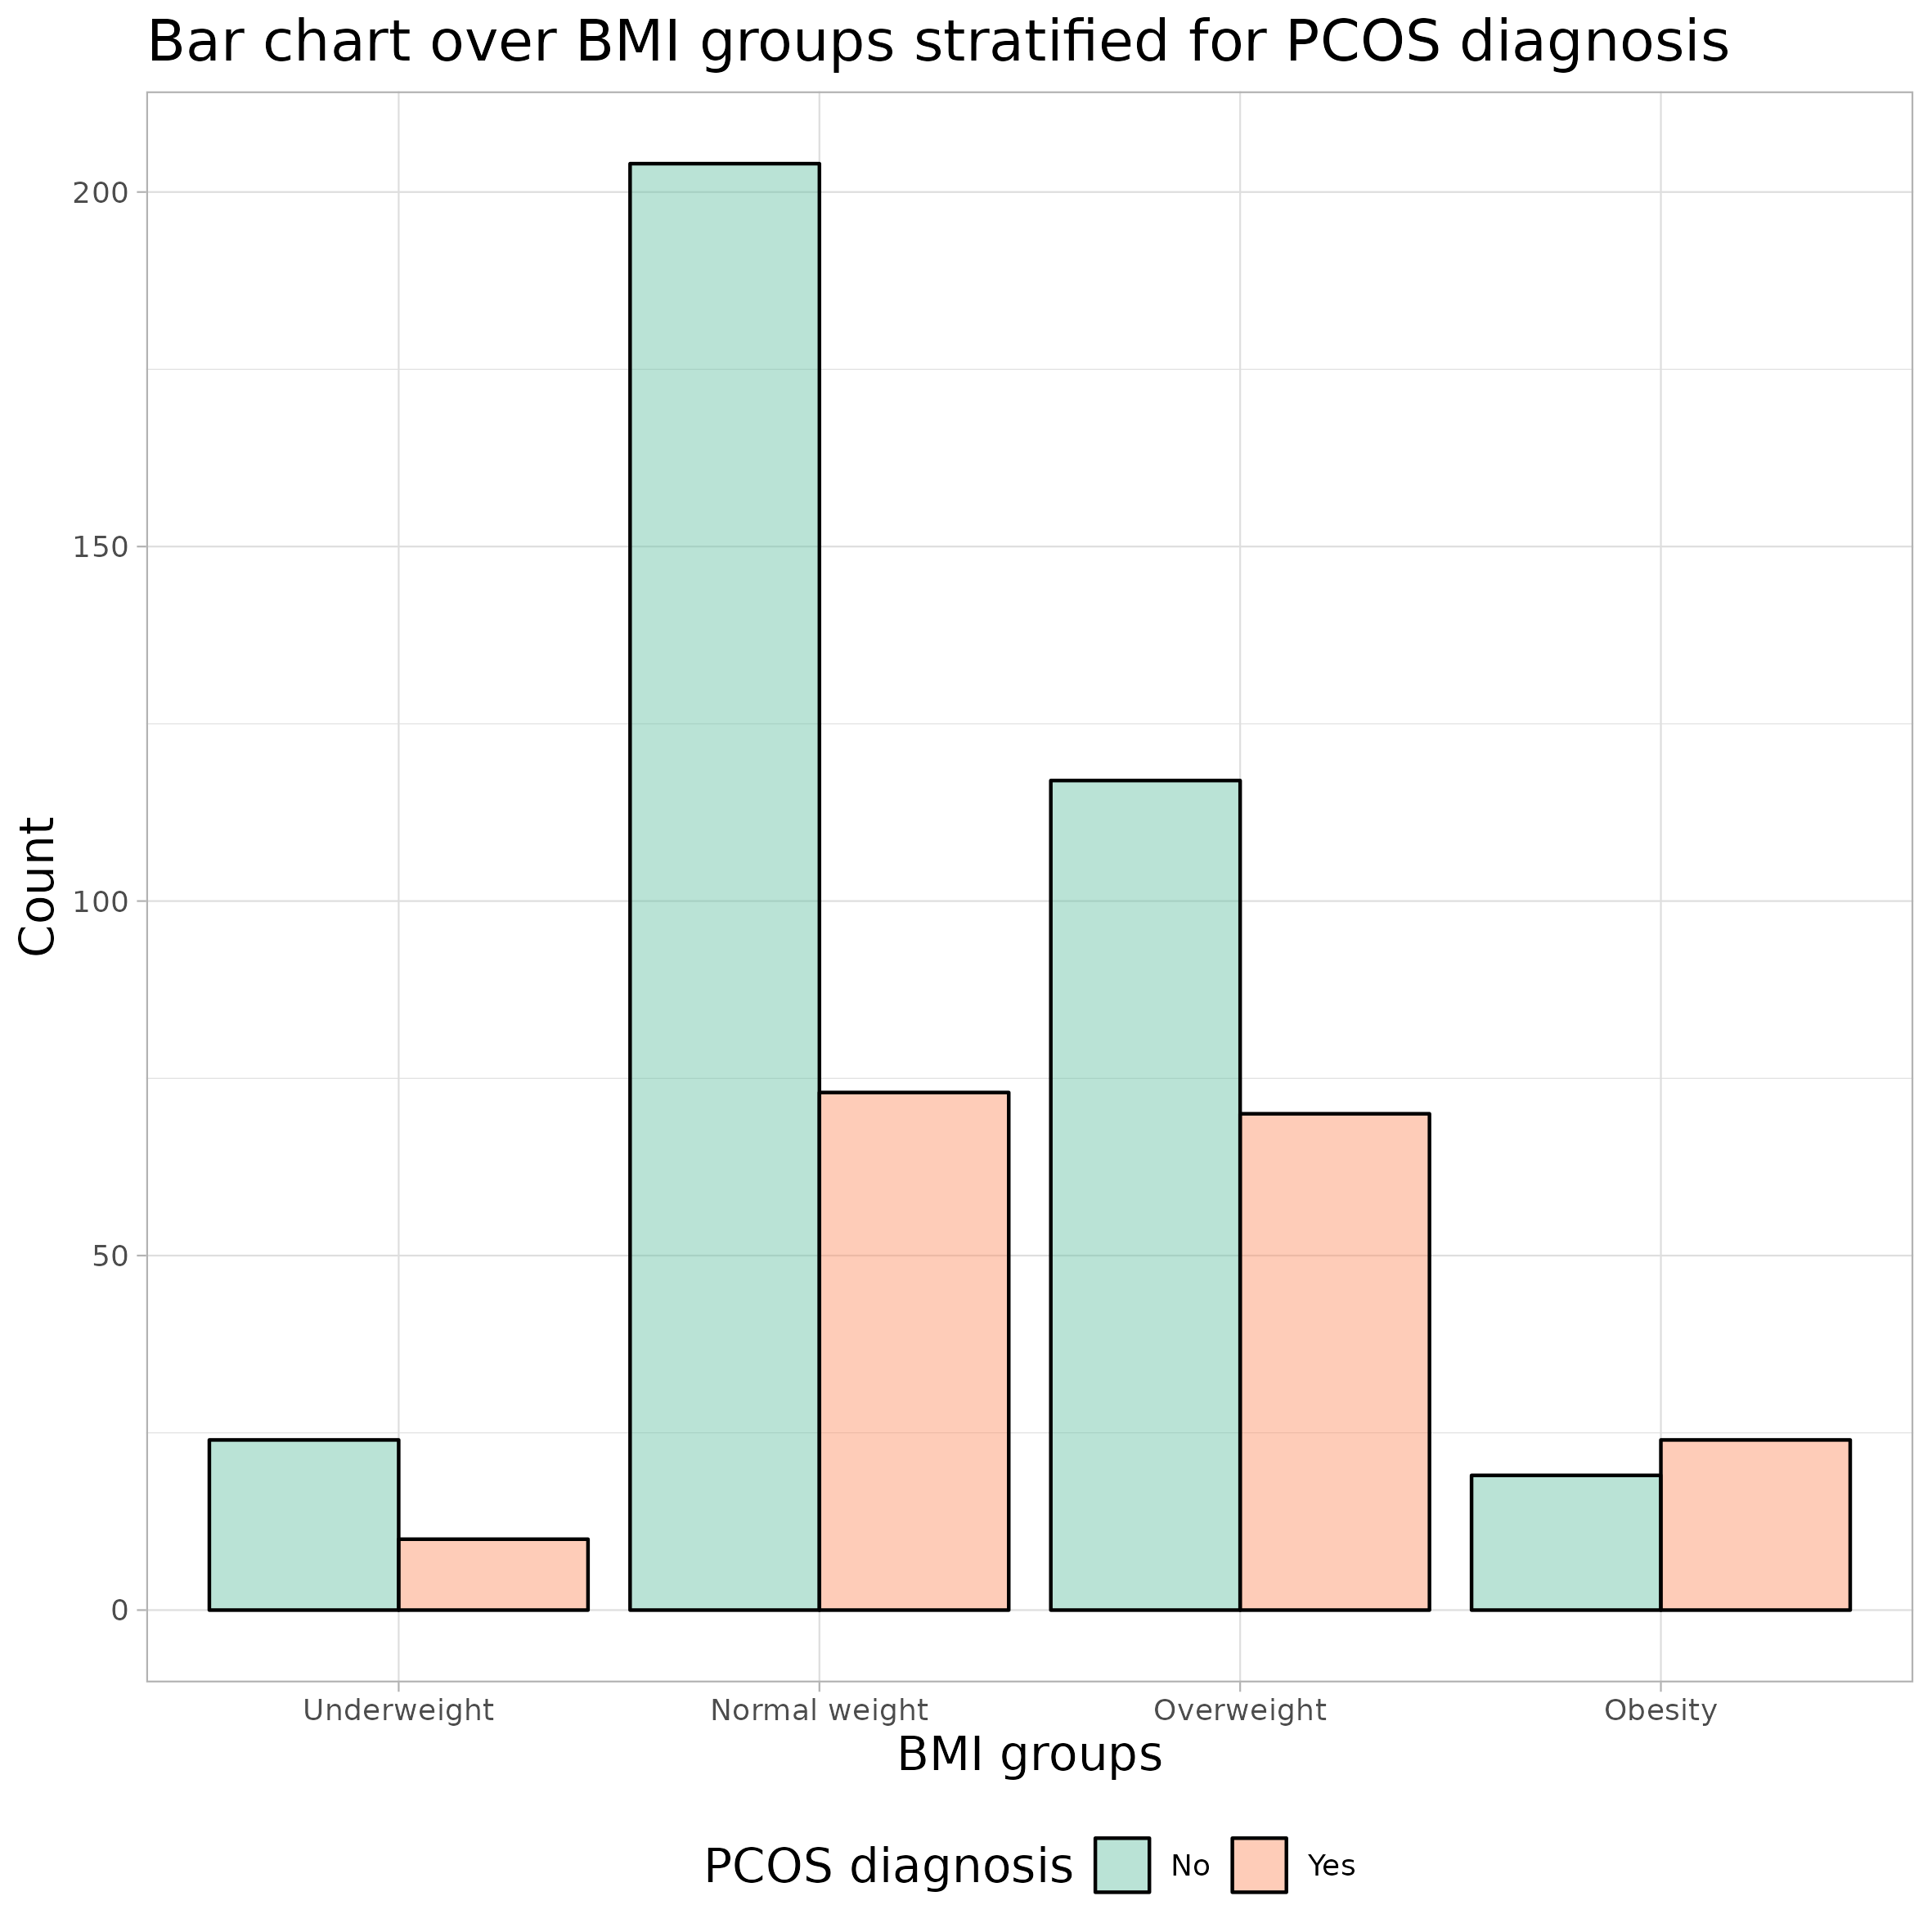 Bar chart over BMI groups stratified for PCOS diagnosis
Count
200
150
100
50
0
Underweight Normal weight Overweight Obesity
BMI groups
PCOS diagnosis No Yes